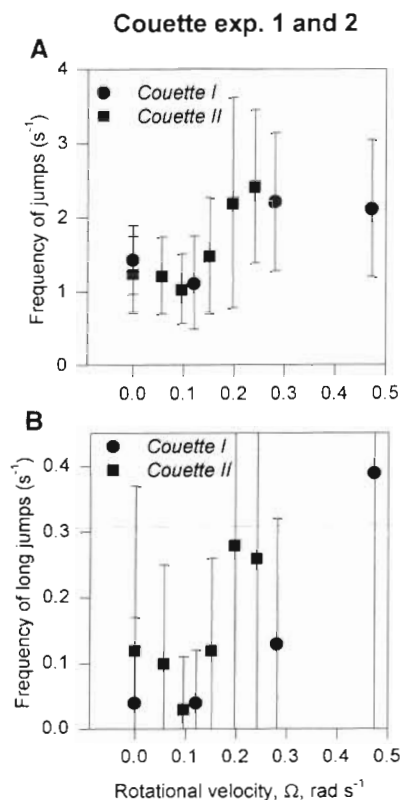 Couette exp. 1 and 2
A
Frequency of jumps (s⁻¹)
4
3
2
1
0
Couette I
Couette II
0.0 0.1 0.2 0.3 0.4 0.5
B
Frequency of long jumps (s⁻¹)
0.4
0.3
0.2
0.1
0.0
Couette I
Couette II
0.0 0.1 0.2 0.3 0.4 0.5
Rotational velocity, Ω, rad s⁻¹